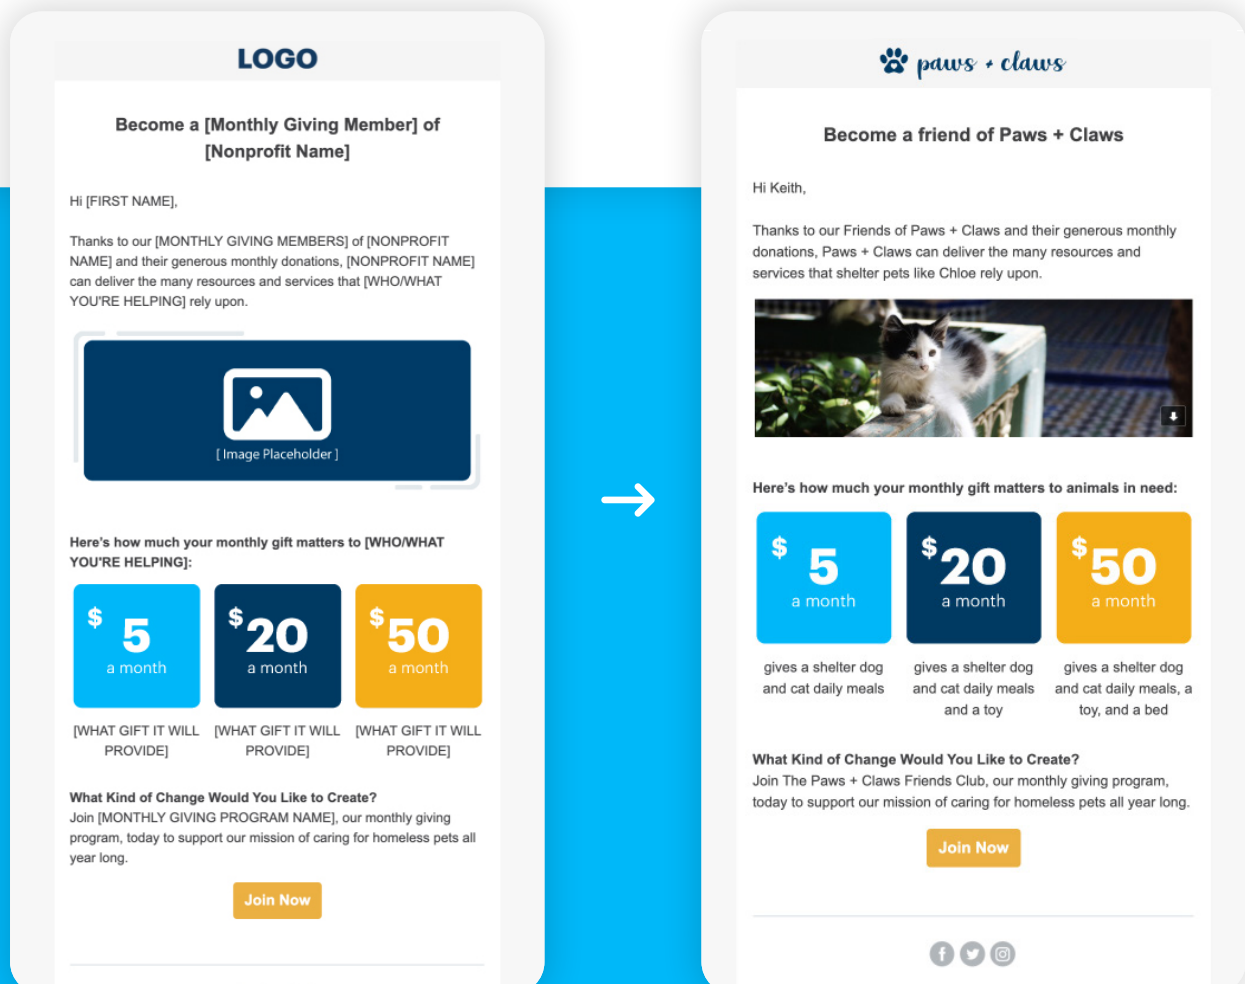 LOGO
Become a [Monthly Giving Member] of
[Nonprofit Name]
Hi [FIRST NAME],
Thanks to our [MONTHLY GIVING MEMBERS] of [NONPROFIT
NAME] and their generous monthly donations, [NONPROFIT NAME]
can deliver the many resources and services that [WHO/WHAT
YOU'RE HELPING] rely upon.
[ Image Placeholder ]
Here's how much your monthly gift matters to [WHO/WHAT
YOU'RE HELPING]:
$5
a month
$20
a month
$50
a month
[WHAT GIFT IT WILL
PROVIDE]
[WHAT GIFT IT WILL
PROVIDE]
[WHAT GIFT IT WILL
PROVIDE]
What Kind of Change Would You Like to Create?
Join [MONTHLY GIVING PROGRAM NAME], our monthly giving
program, today to support our mission of caring for homeless pets all
year long.
Join Now
paws + claws
Become a friend of Paws + Claws
Hi Keith,
Thanks to our Friends of Paws + Claws and their generous monthly
donations, Paws + Claws can deliver the many resources and
services that shelter pets like Chloe rely upon.
Here's how much your monthly gift matters to animals in need:
$5
a month
$20
a month
$50
a month
gives a shelter dog
and cat daily meals
gives a shelter dog
and cat daily meals
and a toy
gives a shelter dog
and cat daily meals, a
toy, and a bed
What Kind of Change Would You Like to Create?
Join The Paws + Claws Friends Club, our monthly giving program,
today to support our mission of caring for homeless pets all year long.
Join Now